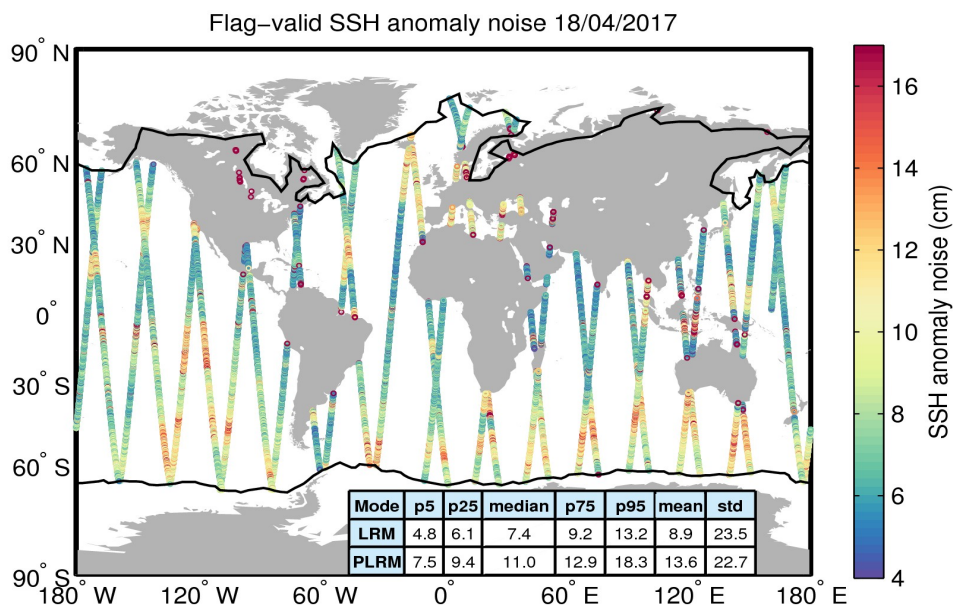 Flag−valid SSH anomaly noise 18/04/2017
90° N
60° N
30° N
0°
30° S
60° S
90° S
180° W 120° W 60° W 0° 60° E 120° E 180° E
Mode p5 p25 median p75 p95 mean std
LRM 4.8 6.1 7.4 9.2 13.2 8.9 23.5
PLRM 7.5 9.4 11.0 12.9 18.3 13.6 22.7
16
14
12
10
8
6
4
SSH anomaly noise (cm)